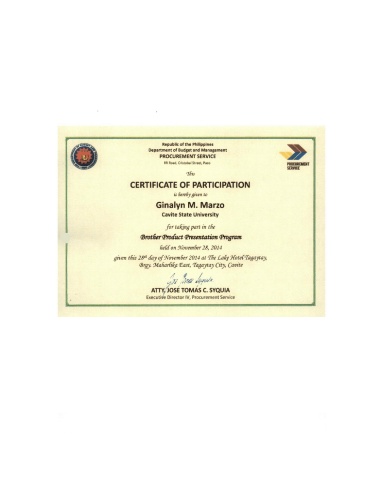 Republic of the Philippines
Department of Budget and Management
PROCUREMENT SERVICE
PROCUREMENT
SERVICE
This
CERTIFICATE OF PARTICIPATION
is hereby given to
Ginalyn M. Marzo
Cavite State University
for taking part in the
Brother Product Presentation Program
held on November 28, 2014
given this 28th day of November 2014 at The Lake Hotel Tagaytay,
Brgy. Maharlika East, Tagaytay City, Cavite
ATTY. JOSE TOMAS C. SYQUIA
Executive Director IV, Procurement Service